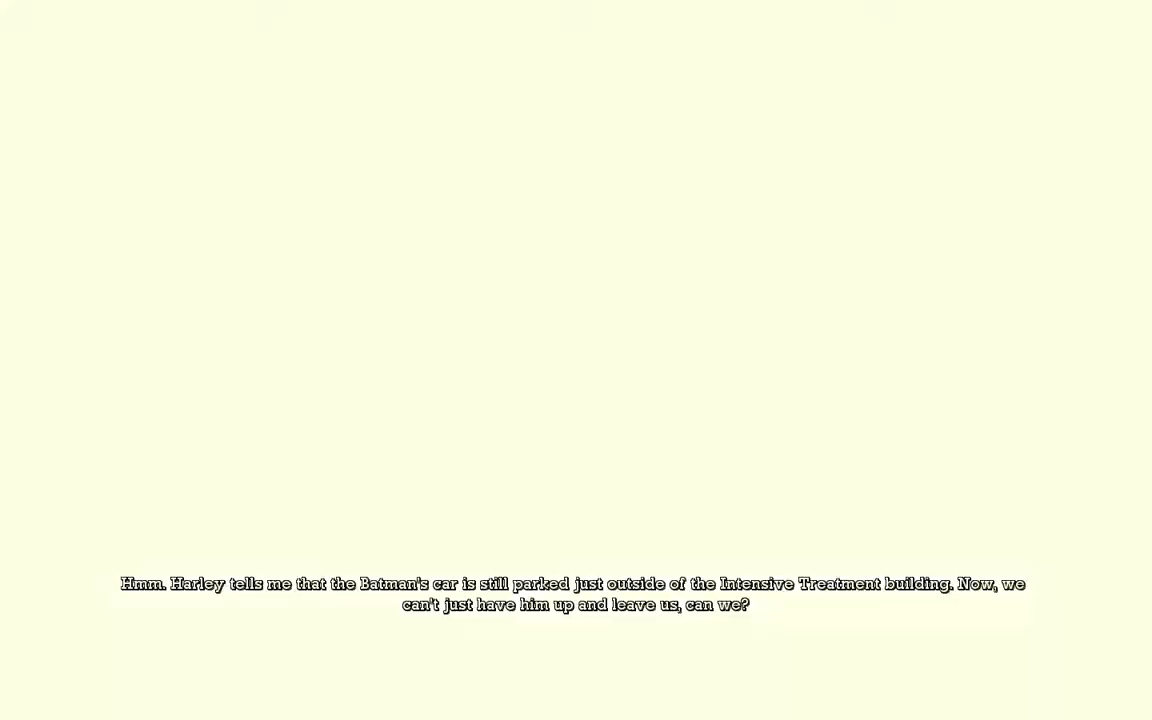 Hmm. Harley tells me that the Batman's car is still parked just outside of the Intensive Treatment building. Now, we
can't just have him up and leave us, can we?